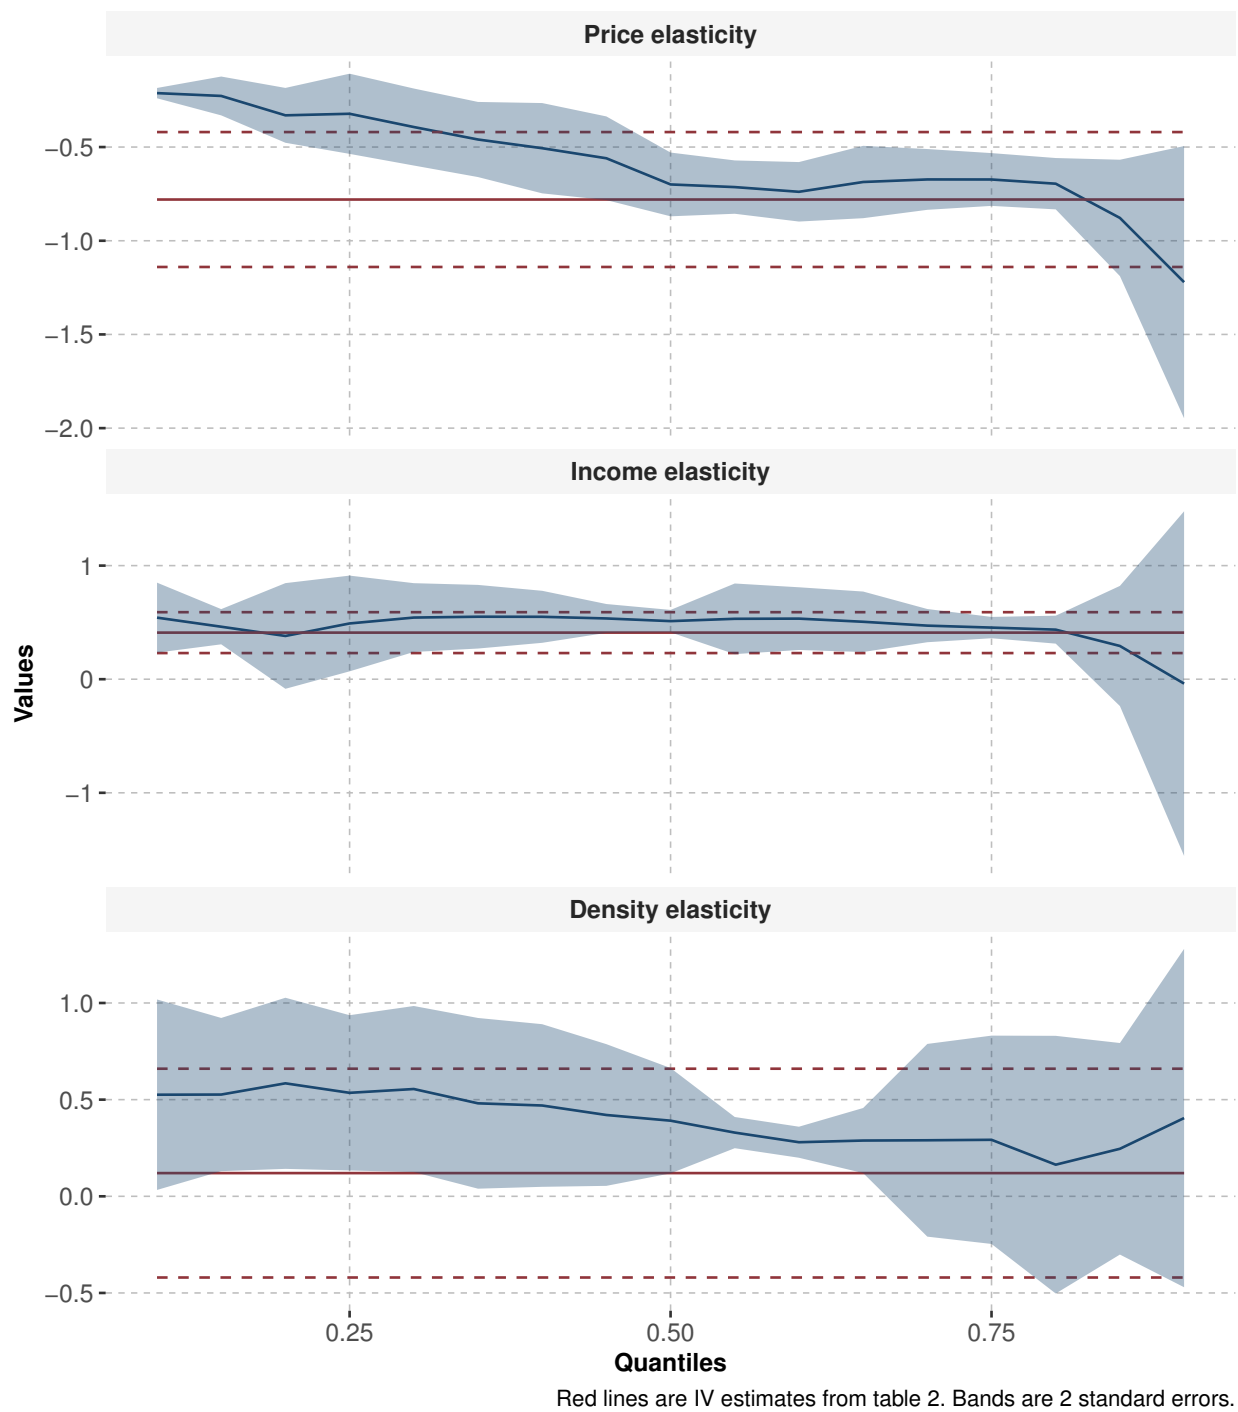 Price elasticity
−0.5
−1.0
−1.5
−2.0
Income elasticity
1
0
−1
Values
Density elasticity
1.0
0.5
0.0
−0.5
0.25 0.50 0.75
Quantiles
Red lines are IV estimates from table 2. Bands are 2 standard errors.